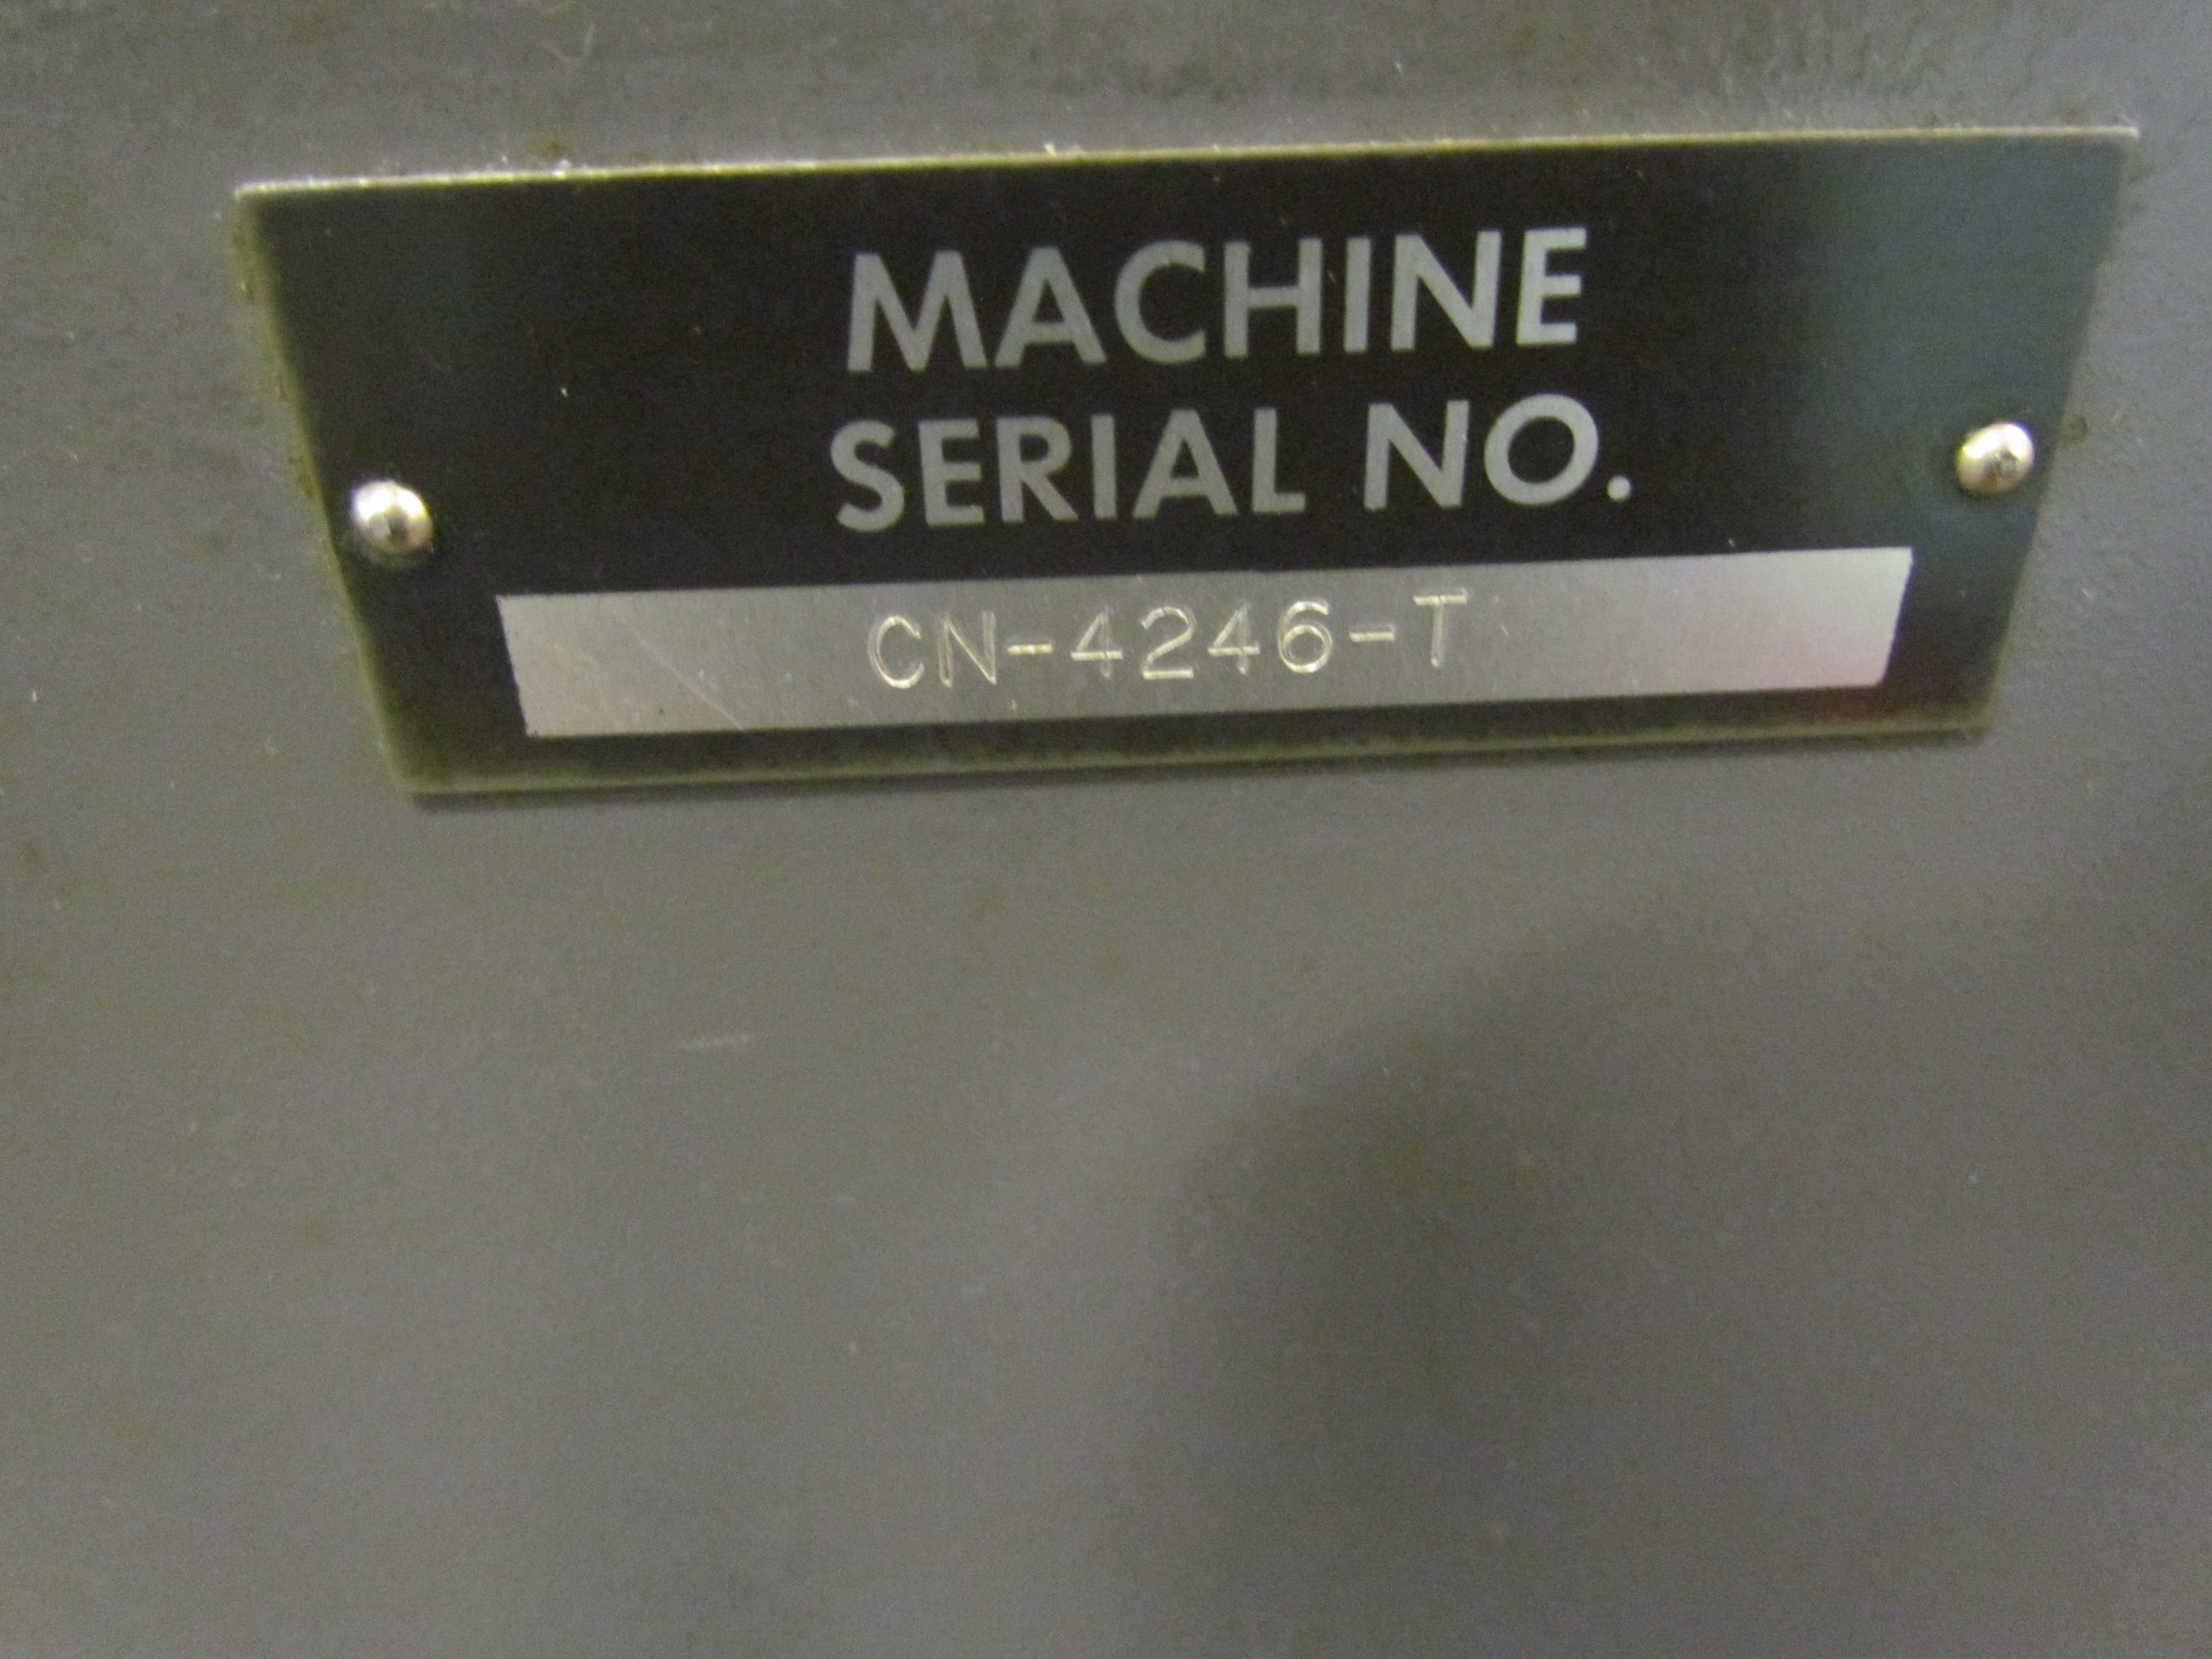 MACHINE
SERIAL NO.
CN-4246-T